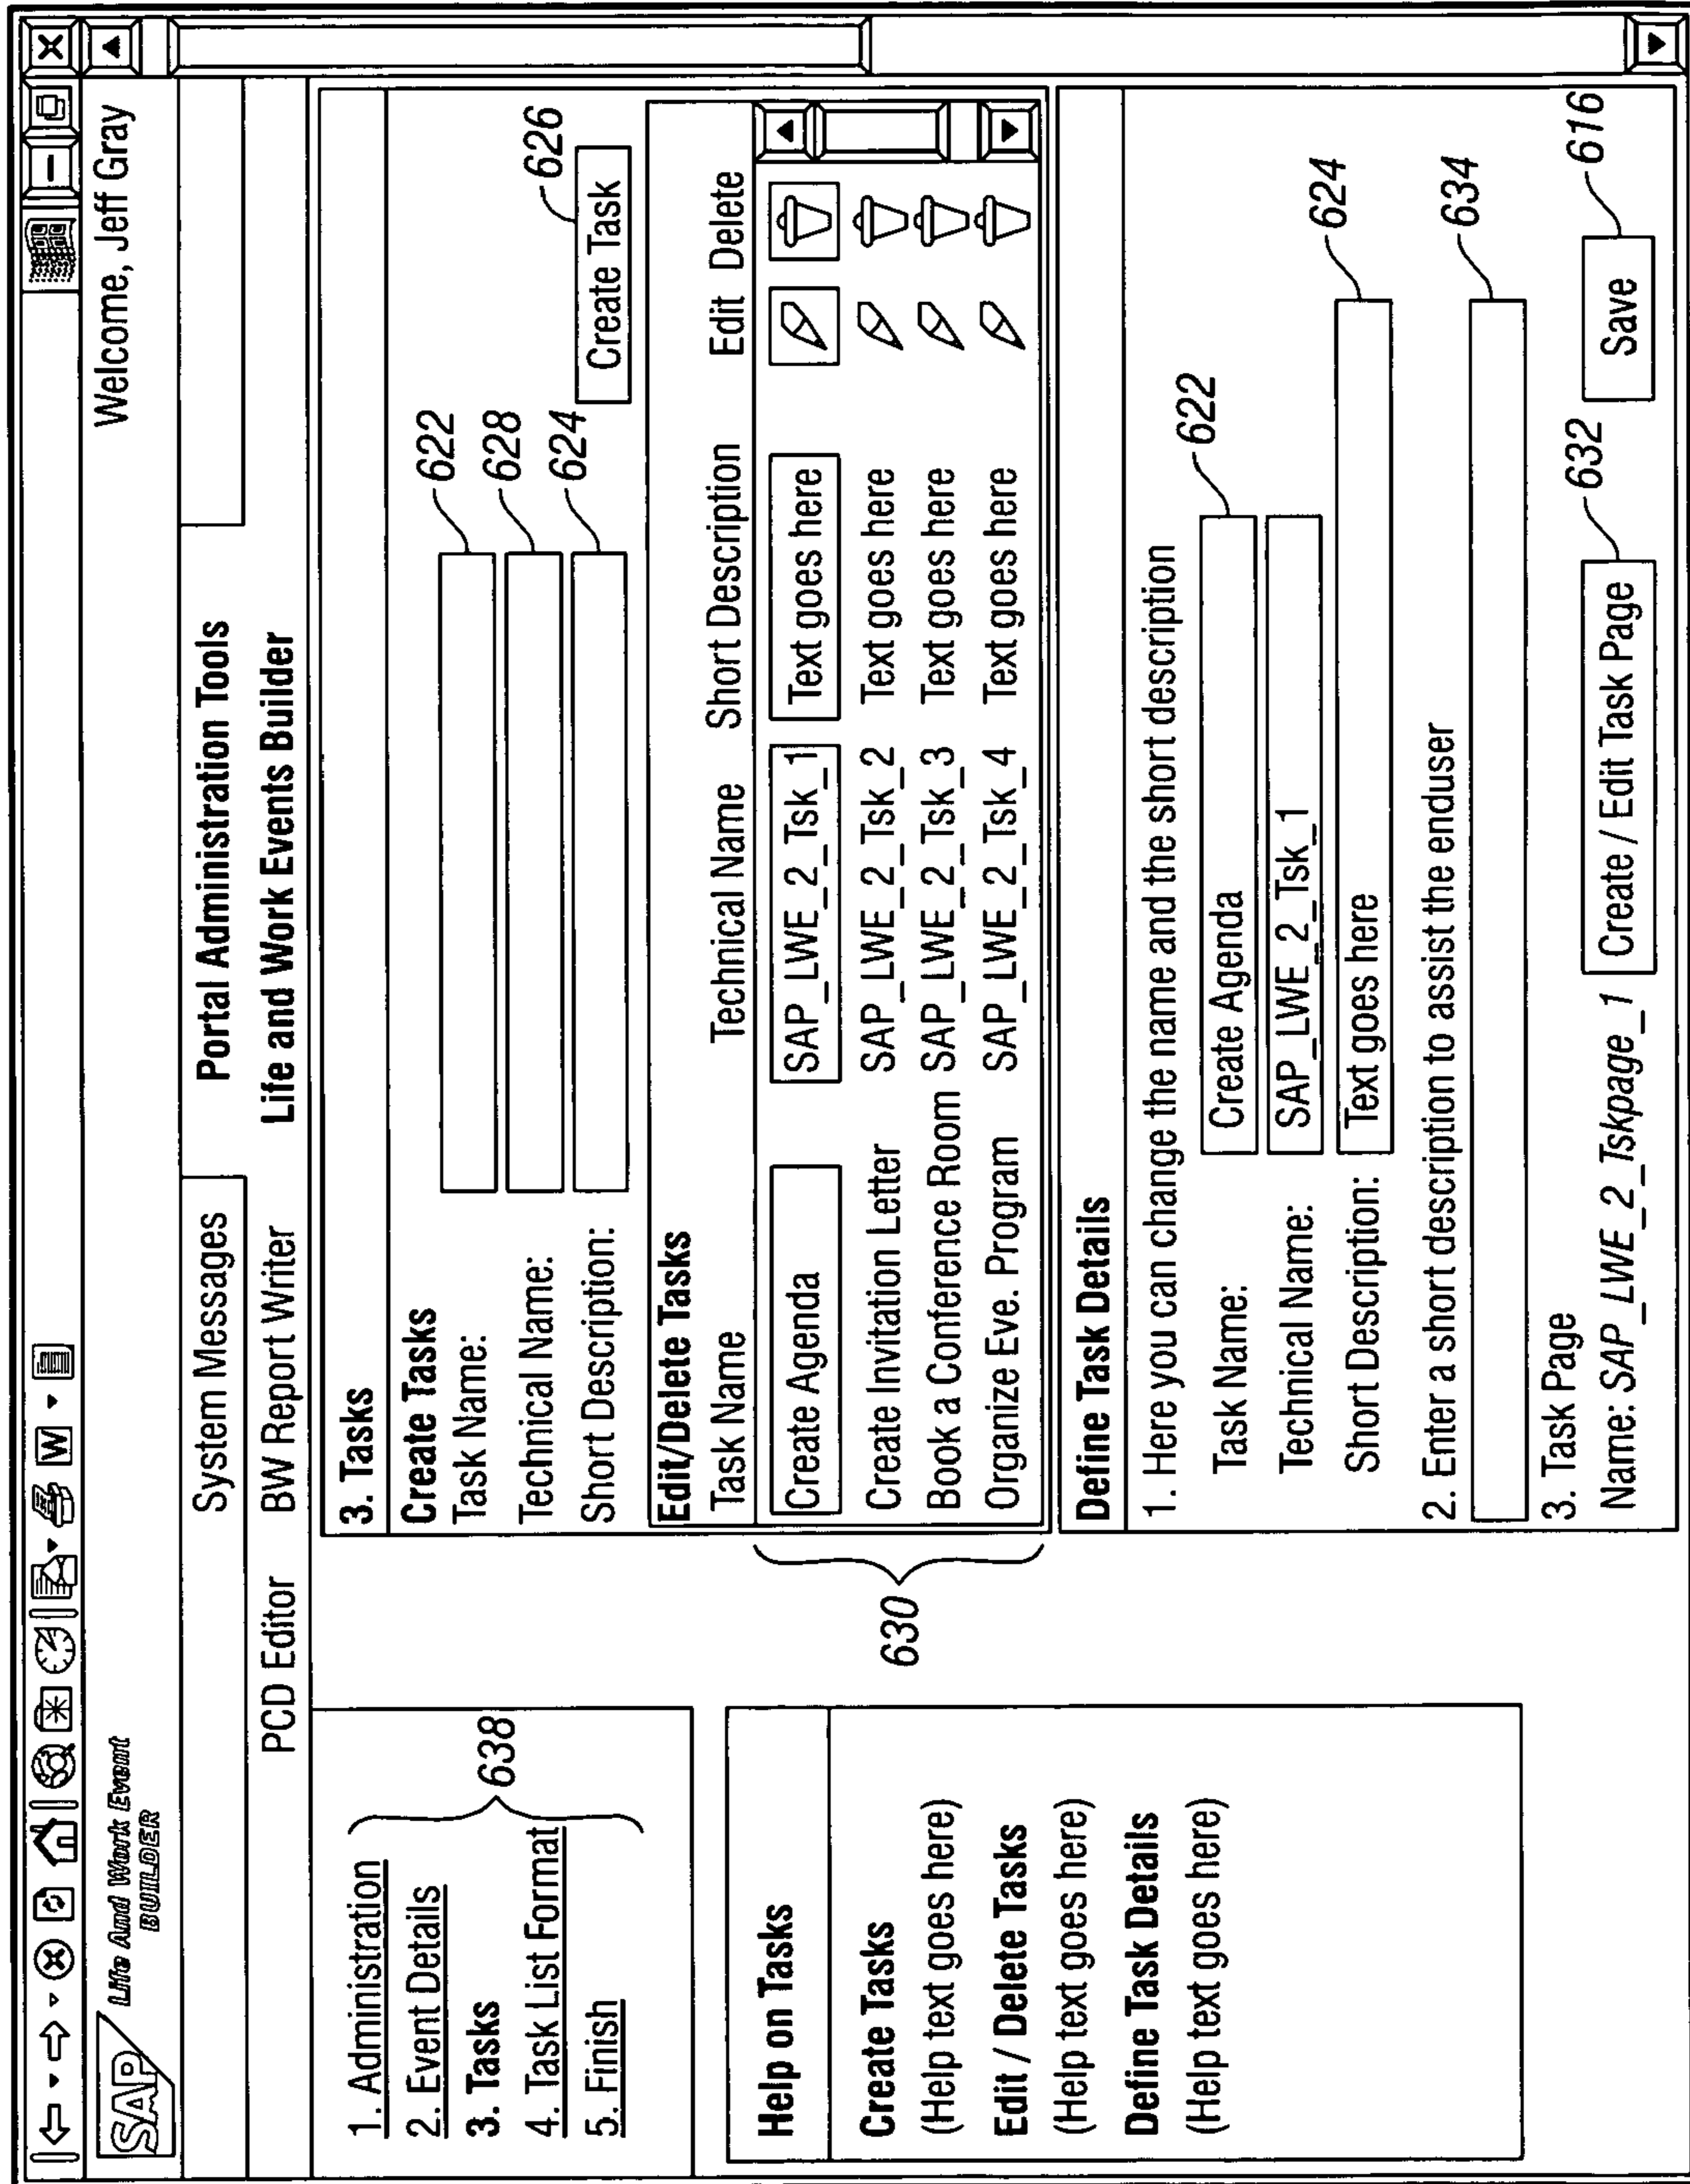 W
SAP
Life And Work Event
BUILDER
Welcome, Jeff Gray
System Messages
Portal Administration Tools
PCD Editor BW Report Writer Life and Work Events Builder
1. Administration
2. Event Details
3. Tasks
4. Task List Format
5. Finish
638
Help on Tasks
Create Tasks
(Help text goes here)
Edit / Delete Tasks
(Help text goes here)
Define Task Details
(Help text goes here)
3. Tasks
Create Tasks
Task Name: 622
Technical Name: 628
Short Description: 624
Create Task 626
Edit/Delete Tasks
Task Name Technical Name Short Description Edit Delete
Create Agenda SAP_LWE_2_Tsk_1 Text goes here
Create Invitation Letter SAP_LWE_2_Tsk_2 Text goes here
Book a Conference Room SAP_LWE_2_Tsk_3 Text goes here
Organize Eve. Program SAP_LWE_2_Tsk_4 Text goes here
630
Define Task Details
1. Here you can change the name and the short description
Task Name: Create Agenda 622
Technical Name: SAP_LWE_2_Tsk_1
Short Description: Text goes here 624
2. Enter a short description to assist the enduser
634
3. Task Page
Name: SAP_LWE_2_Tskpage_1 Create / Edit Task Page 632 Save 616